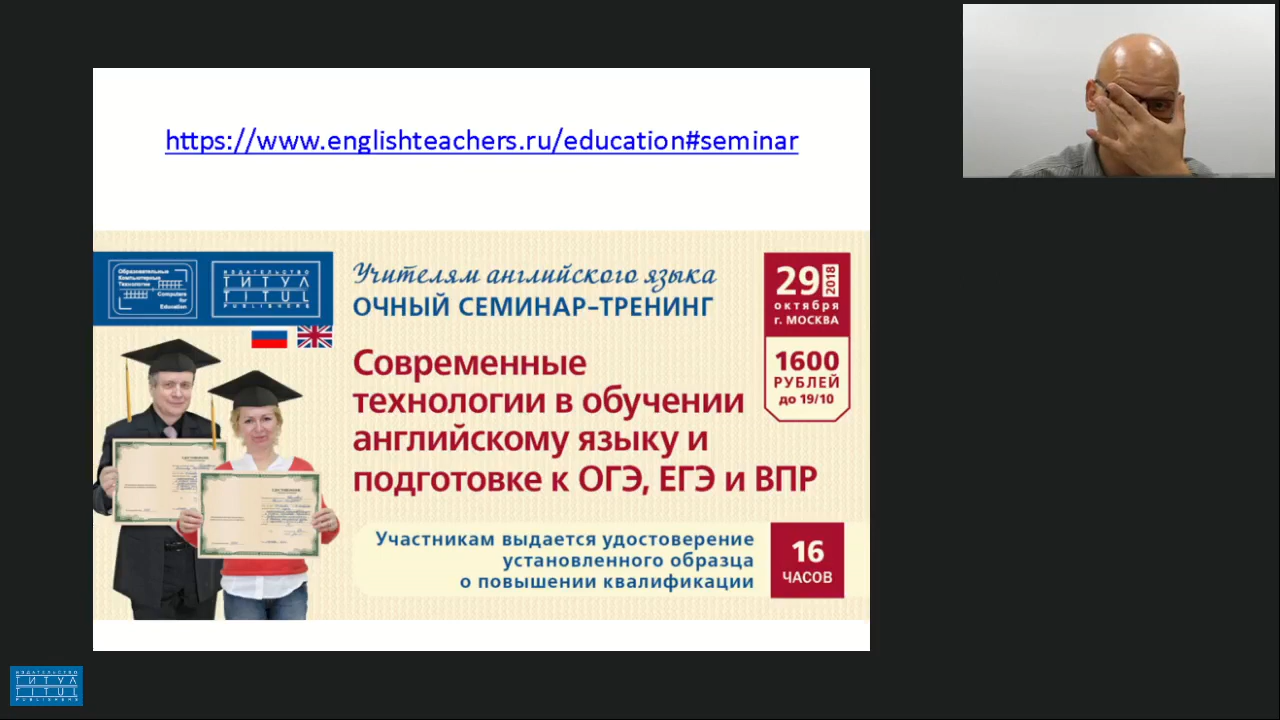 https://www.englishteachers.ru/education#seminar
Образовательные
Компьютерные
Технологии
Computers
for
Education
ИЗДАТЕЛЬСТВО
ТИТУЛ
TITUL
PUBLISHERS
Учителям английского языка
ОЧНЫЙ СЕМИНАР-ТРЕНИНГ
29 2018
октября
г. МОСКВА
1600
РУБЛЕЙ
до 19/10
Современные
технологии в обучении
английскому языку и
подготовке к ОГЭ, ЕГЭ и ВПР
Участникам выдается удостоверение
установленного образца
о повышении квалификации
16
ЧАСОВ
ИЗДАТЕЛЬСТВО
ТИТУЛ
TITUL
PUBLISHERS